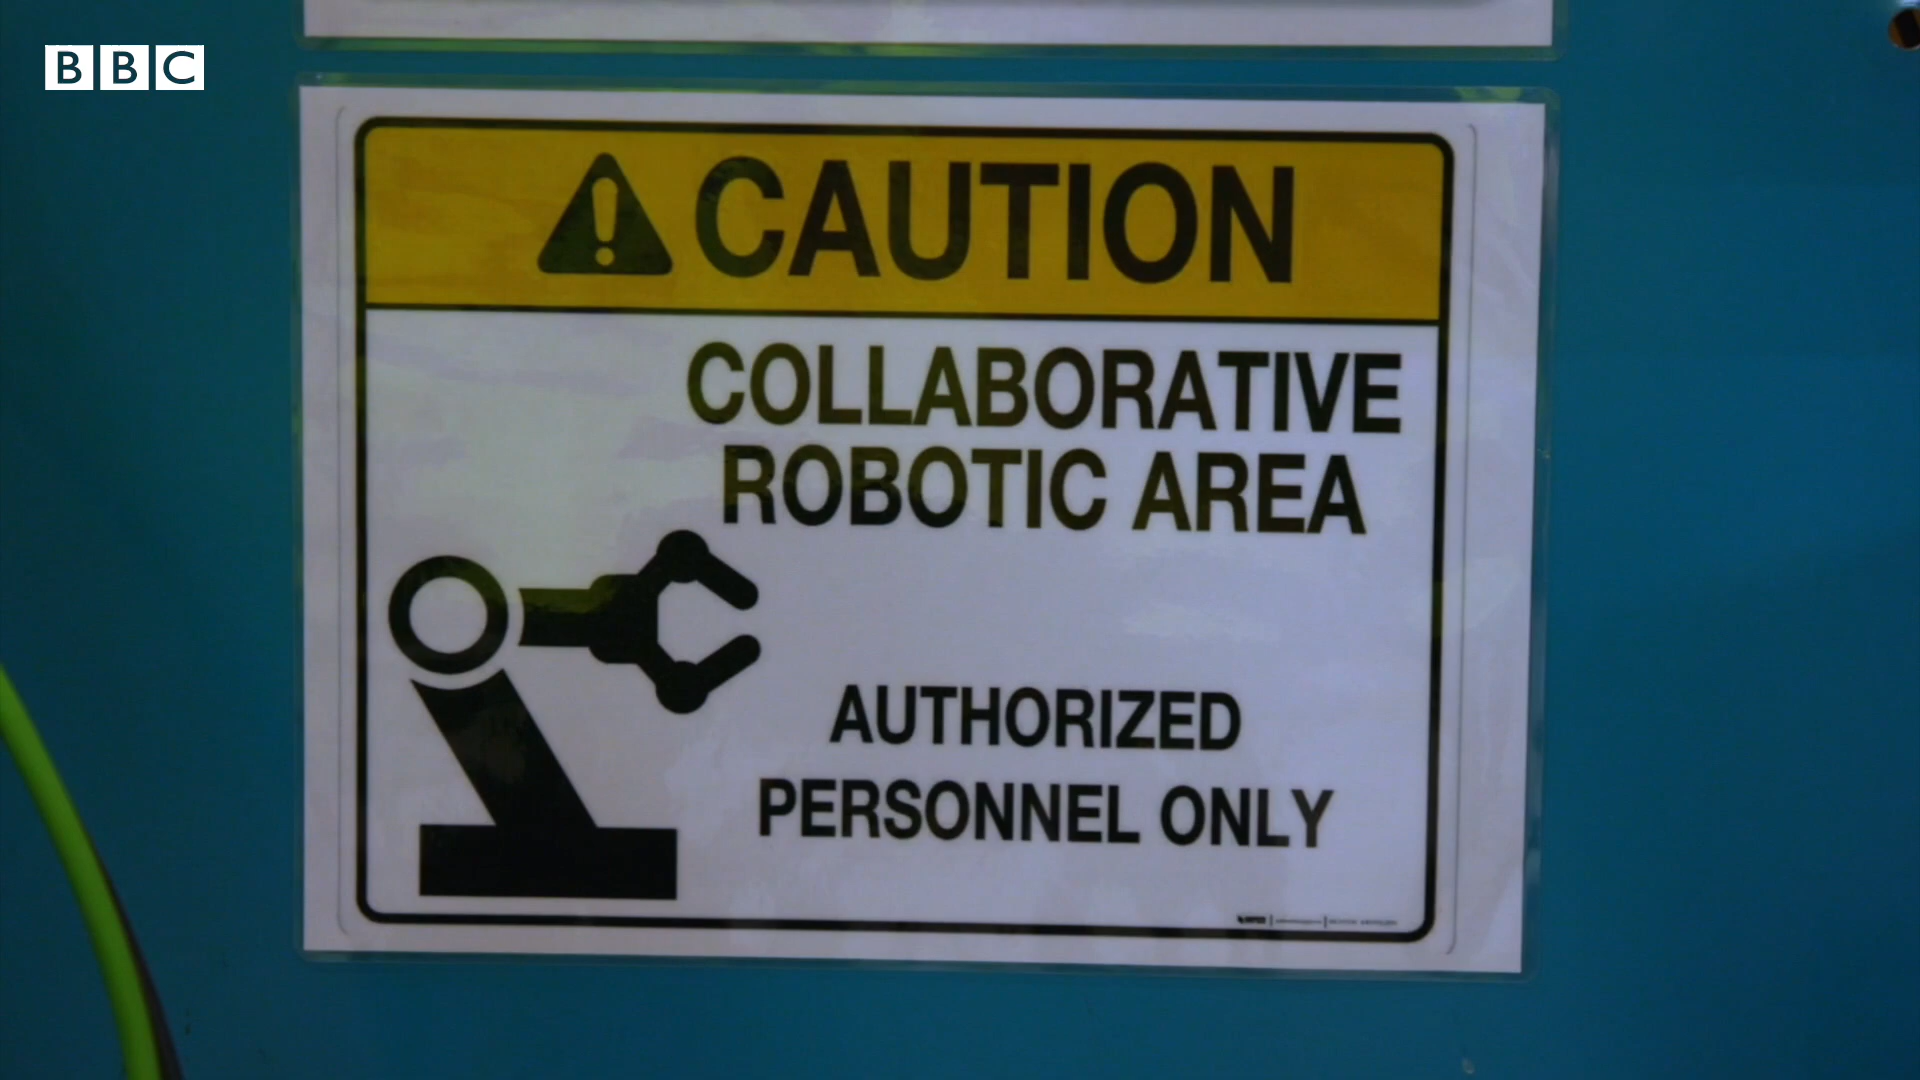 BBC
CAUTION
COLLABORATIVE
ROBOTIC AREA
AUTHORIZED
PERSONNEL ONLY